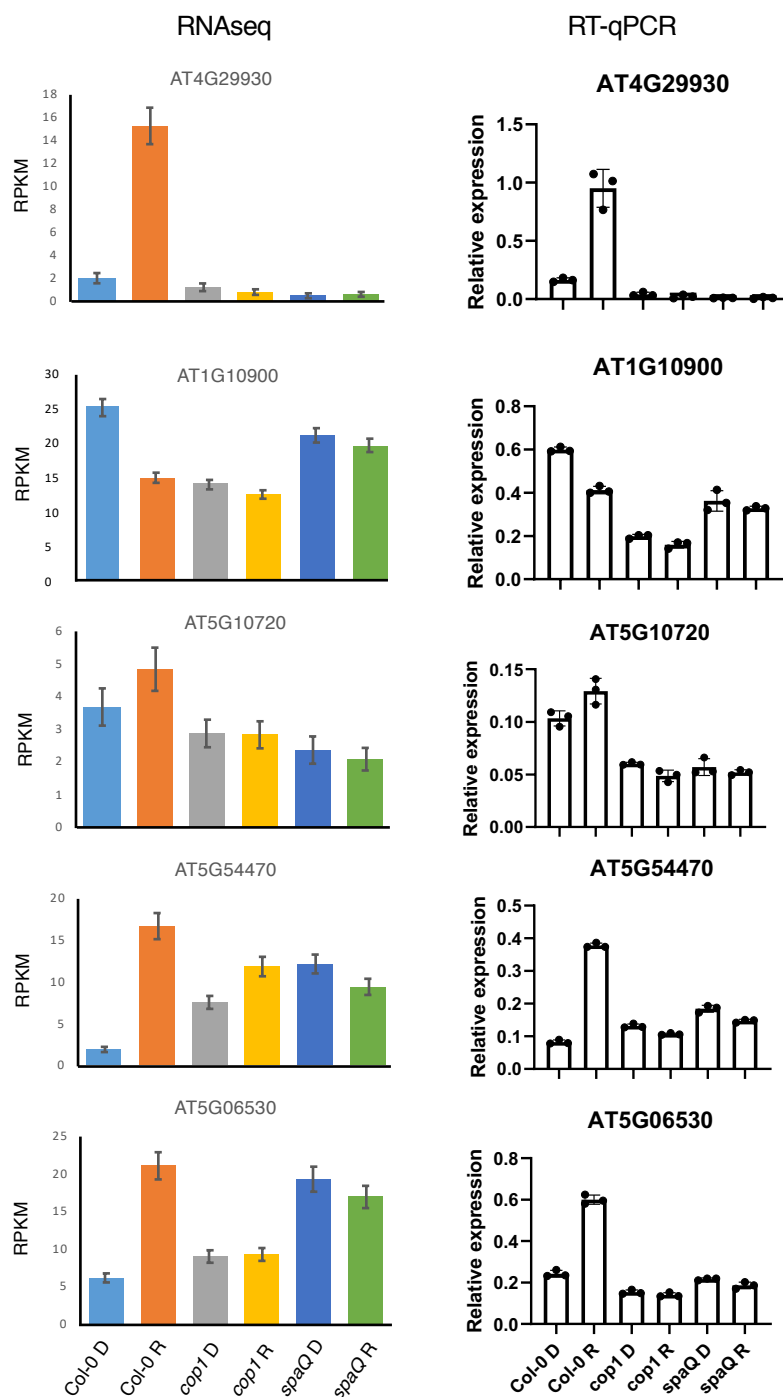 RNAseq
RT-qPCR
AT4G29930
RPKM
18
16
14
12
10
8
6
4
2
0
AT4G29930
Relative expression
1.5
1.0
0.5
0.0
AT1G10900
RPKM
30
25
20
15
10
5
0
AT1G10900
Relative expression
0.8
0.6
0.4
0.2
0.0
AT5G10720
RPKM
6
5
4
3
2
1
0
AT5G10720
Relative expression
0.15
0.10
0.05
0.00
AT5G54470
RPKM
20
15
10
5
0
AT5G54470
Relative expression
0.5
0.4
0.3
0.2
0.1
0.0
AT5G06530
RPKM
25
20
15
10
5
0
Col-0 D
Col-0 R
cop1 D
cop1 R
spaQ D
spaQ R
AT5G06530
Relative expression
0.8
0.6
0.4
0.2
0.0
Col-0 D
Col-0 R
cop1 D
cop1 R
spaQ D
spaQ R